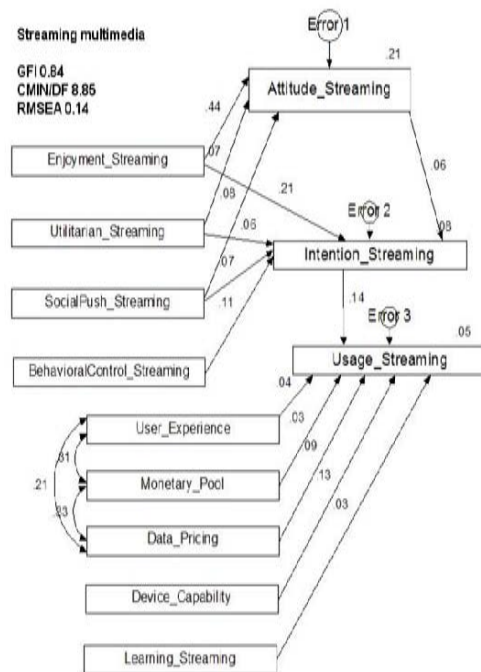 Streaming multimedia
GFI 0.84
CMIN/DF 8.85
RMSEA 0.14
Error 1
.21
Attitude_Streaming
.44
.07
Enjoyment_Streaming
.08
.21
.06
Error 2
.08
Utilitarian_Streaming
.06
Intention_Streaming
.07
SocialPush_Streaming
.11
.14
Error 3
.05
BehavioralControl_Streaming
Usage_Streaming
.04
User_Experience
.03
.31
.09
.21
Monetary_Pool
.13
.33
.03
Data_Pricing
Device_Capability
Learning_Streaming